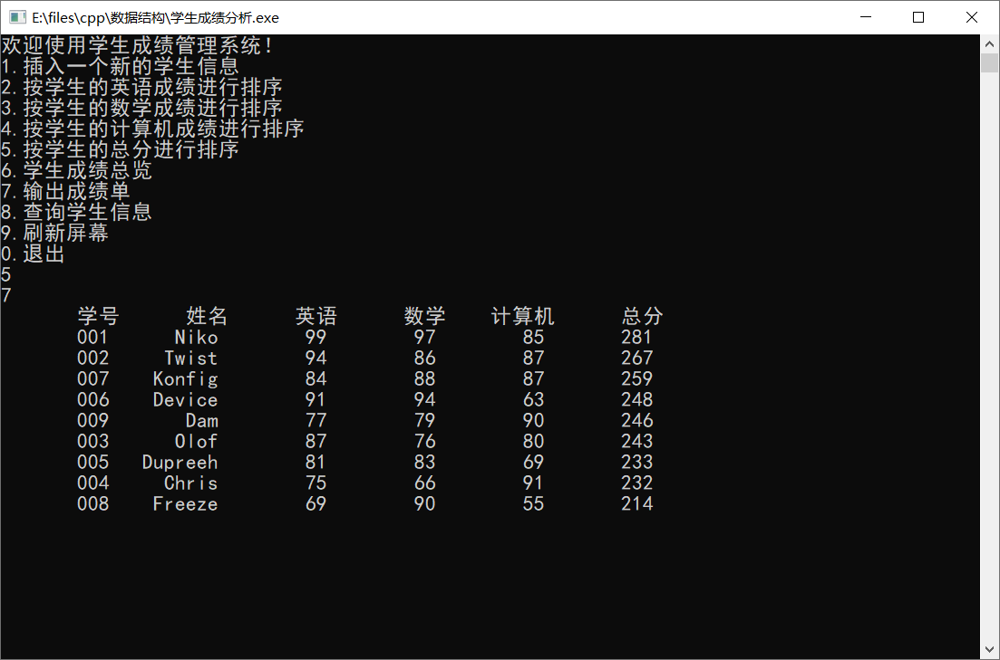 E:\files\cpp\数据结构\学生成绩分析.exe
欢迎使用学生成绩管理系统!
1.插入一个新的学生信息
2.按学生的英语成绩进行排序
3.按学生的数学成绩进行排序
4.按学生的计算机成绩进行排序
5.按学生的总分进行排序
6.学生成绩总览
7.输出成绩单
8.查询学生信息
9.刷新屏幕
0.退出
5
7
学号 姓名 英语 数学 计算机 总分
001 Niko 99 97 85 281
002 Twist 94 86 87 267
007 Konfig 84 88 87 259
006 Device 91 94 63 248
009 Dam 77 79 90 246
003 Olof 87 76 80 243
005 Dupreeh 81 83 69 233
004 Chris 75 66 91 232
008 Freeze 69 90 55 214